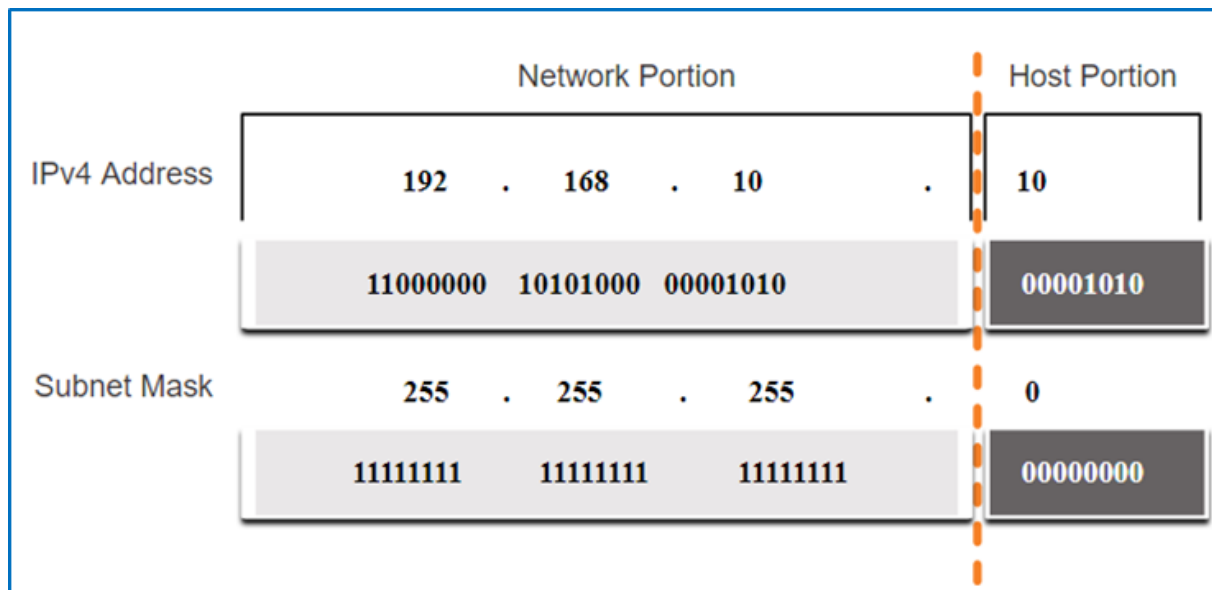 Network Portion Host Portion
IPv4 Address 192 . 168 . 10 . 10
11000000 10101000 00001010 00001010
Subnet Mask 255 . 255 . 255 . 0
11111111 11111111 11111111 00000000